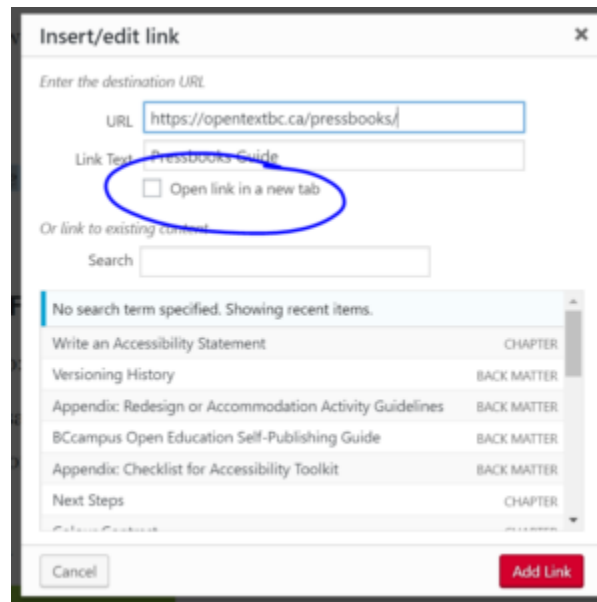 Insert/edit link ×
Enter the destination URL
URL https://opentextbc.ca/pressbooks/
Link Text Pressbooks Guide
Open link in a new tab
Or link to existing content
Search
No search term specified. Showing recent items.
Write an Accessibility Statement CHAPTER
Versioning History BACK MATTER
Appendix: Redesign or Accommodation Activity Guidelines BACK MATTER
BCcampus Open Education Self-Publishing Guide BACK MATTER
Appendix: Checklist for Accessibility Toolkit BACK MATTER
Next Steps CHAPTER
Colour Contrast CHAPTER
Cancel Add Link